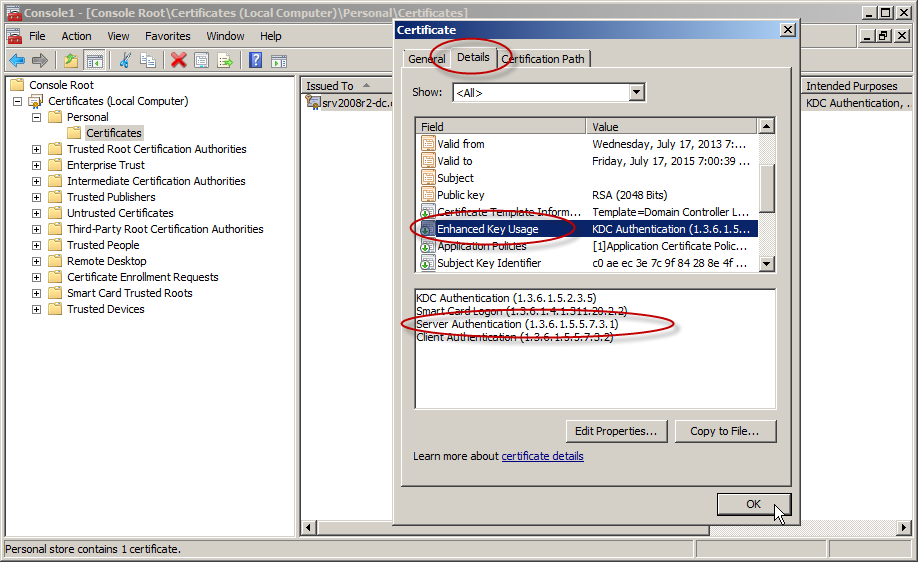 Console1 - [Console Root\Certificates (Local Computer)\Personal\Certificates]
File Action View Favorites Window Help
Console Root
Certificates (Local Computer)
Personal
Certificates
Trusted Root Certification Authorities
Enterprise Trust
Intermediate Certification Authorities
Trusted Publishers
Untrusted Certificates
Third-Party Root Certification Authorities
Trusted People
Remote Desktop
Certificate Enrollment Requests
Smart Card Trusted Roots
Trusted Devices
Issued To
srv2008r2-dc.
Intended Purposes
KDC Authentication, .
Certificate
General Details Certification Path
Show: <All>
Field Value
Valid from Wednesday, July 17, 2013 7:...
Valid to Friday, July 17, 2015 7:00:39 ...
Subject
Public key RSA (2048 Bits)
Certificate Template Inform... Template=Domain Controller L...
Enhanced Key Usage KDC Authentication (1.3.6.1.5...
Application Policies [1]Application Certificate Polic...
Subject Key Identifier c0 ae ec 3e 7c 9f 84 28 8e 4f ...
KDC Authentication (1.3.6.1.5.2.3.5)
Smart Card Logon (1.3.6.1.4.1.311.20.2.2)
Server Authentication (1.3.6.1.5.5.7.3.1)
Client Authentication (1.3.6.1.5.5.7.3.2)
Edit Properties... Copy to File...
Learn more about certificate details
OK
Personal store contains 1 certificate.